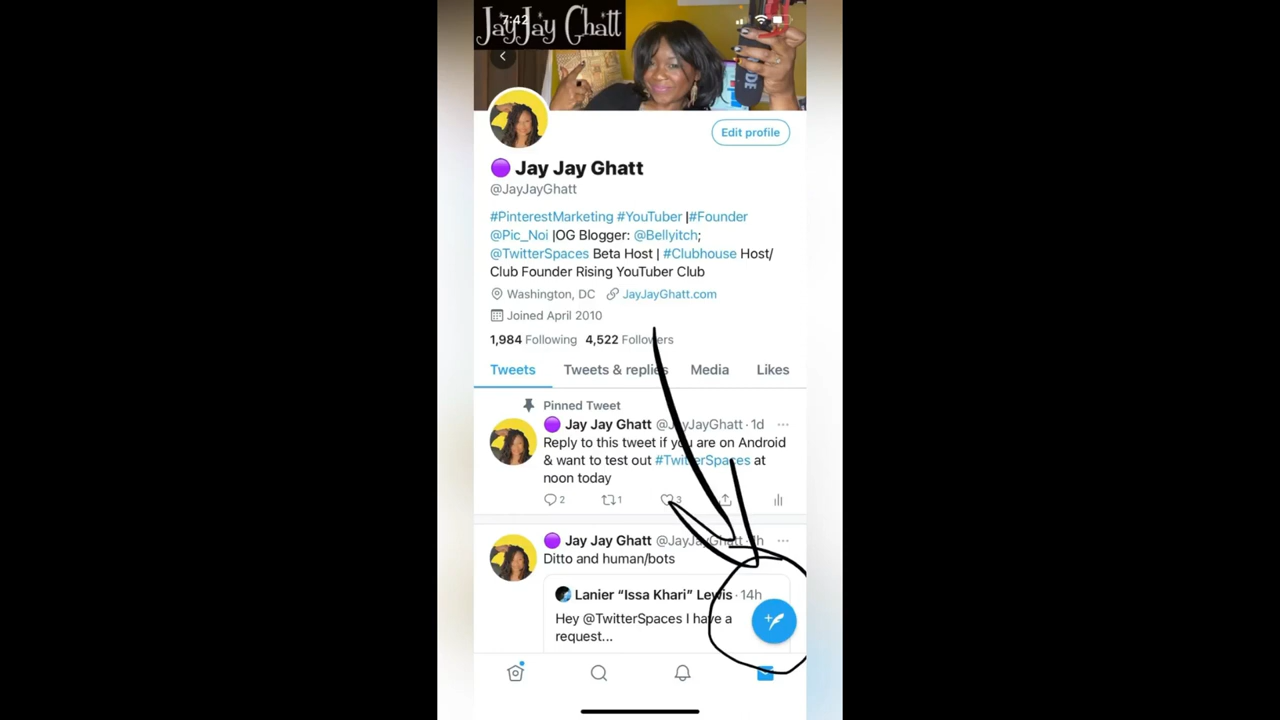 JayJay Ghatt
7:42
Edit profile
Jay Jay Ghatt
@JayJayGhatt
#PinterestMarketing #YouTuber |#Founder
@Pic_Noi |OG Blogger: @Bellyitch;
@TwitterSpaces Beta Host | #Clubhouse Host/
Club Founder Rising YouTuber Club
Washington, DC JayJayGhatt.com
Joined April 2010
1,984 Following 4,522 Followers
Tweets Tweets & replies Media Likes
Pinned Tweet
Jay Jay Ghatt @JayJayGhatt · 1d
Reply to this tweet if you are on Android
& want to test out #TwitterSpaces at
noon today
2 1 3
Jay Jay Ghatt @JayJayGhatt
Ditto and human/bots
Lanier “Issa Khari” Lewis · 14h
Hey @TwitterSpaces I have a
request...